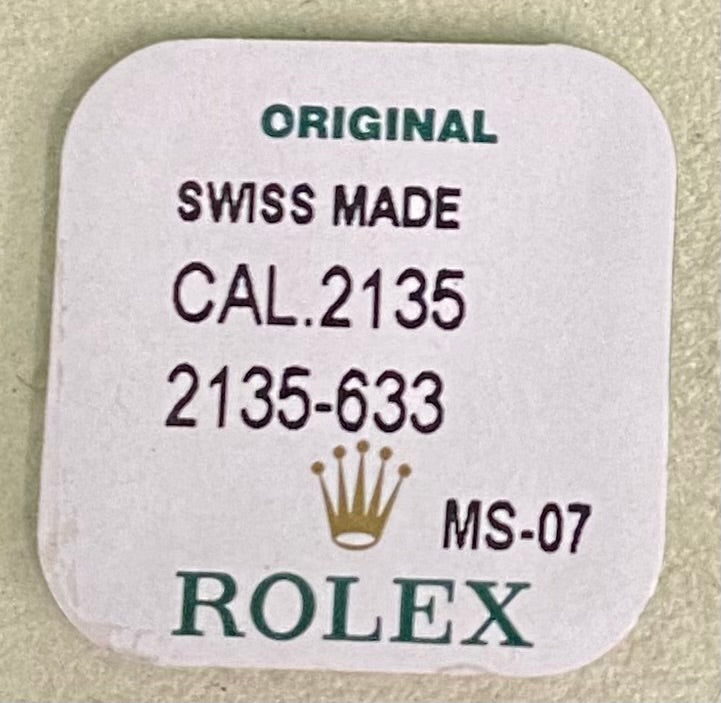 ORIGINAL
SWISS MADE
CAL.2135
2135-633
MS-07
ROLEX